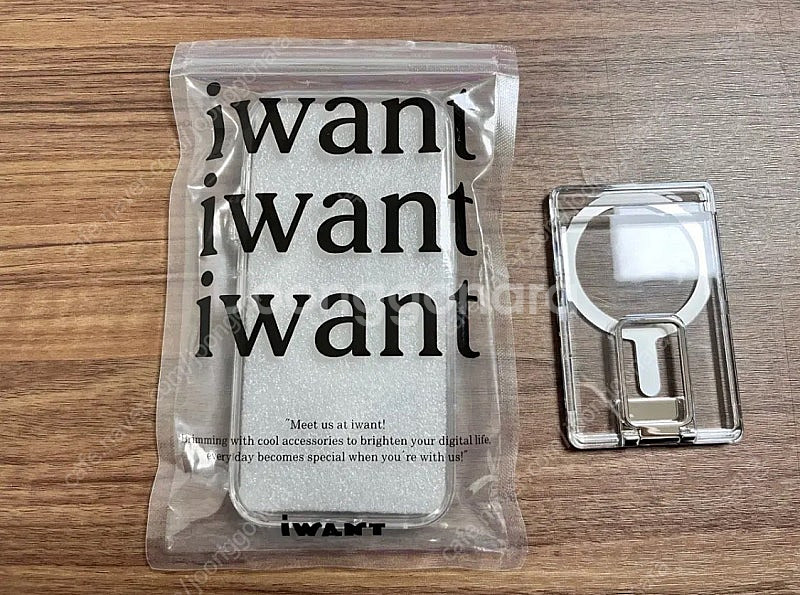 iwant
iwant
iwant
joonggonara
"Meet us at iwant!
Brimming with cool accessories to brighten your digital life.
every day becomes special when you're with us!"
iWANT